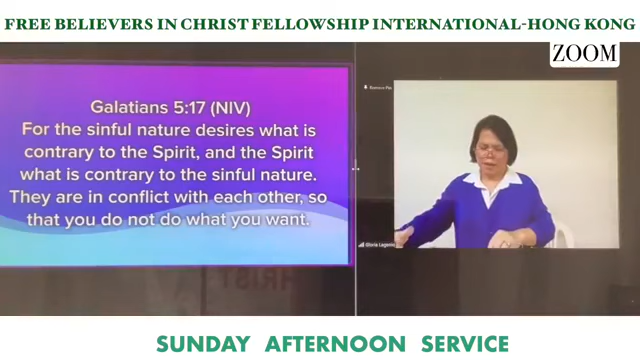 FREE BELIEVERS IN CHRIST FELLOWSHIP INTERNATIONAL-HONG KONG
ZOOM
Galatians 5:17 (NIV)
For the sinful nature desires what is
contrary to the Spirit, and the Spirit
what is contrary to the sinful nature.
They are in conflict with each other, so
that you do not do what you want.
SUNDAY AFTERNOON SERVICE